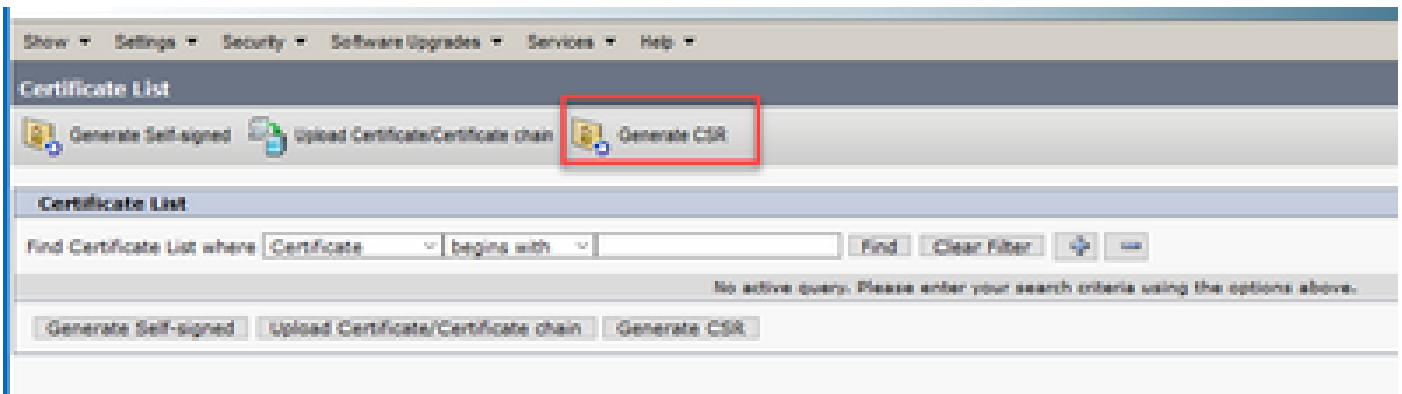 Show Settings Security Software Upgrades Services Help
Certificate List
Generate Self-signed Upload Certificate/Certificate chain Generate CSR
Certificate List
Find Certificate List where Certificate begins with Find Clear Filter
No active query. Please enter your search criteria using the options above.
Generate Self-signed Upload Certificate/Certificate chain Generate CSR